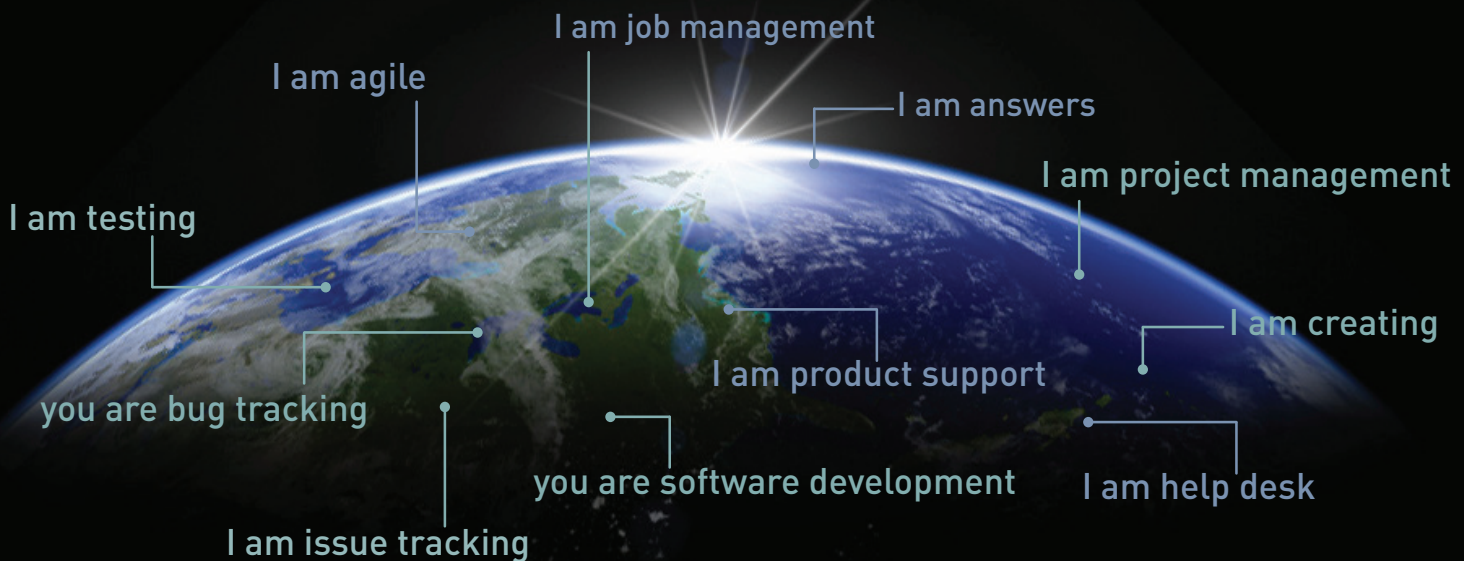 I am job management
I am agile
I am answers
I am project management
I am testing
I am creating
I am product support
you are bug tracking
you are software development
I am help desk
I am issue tracking